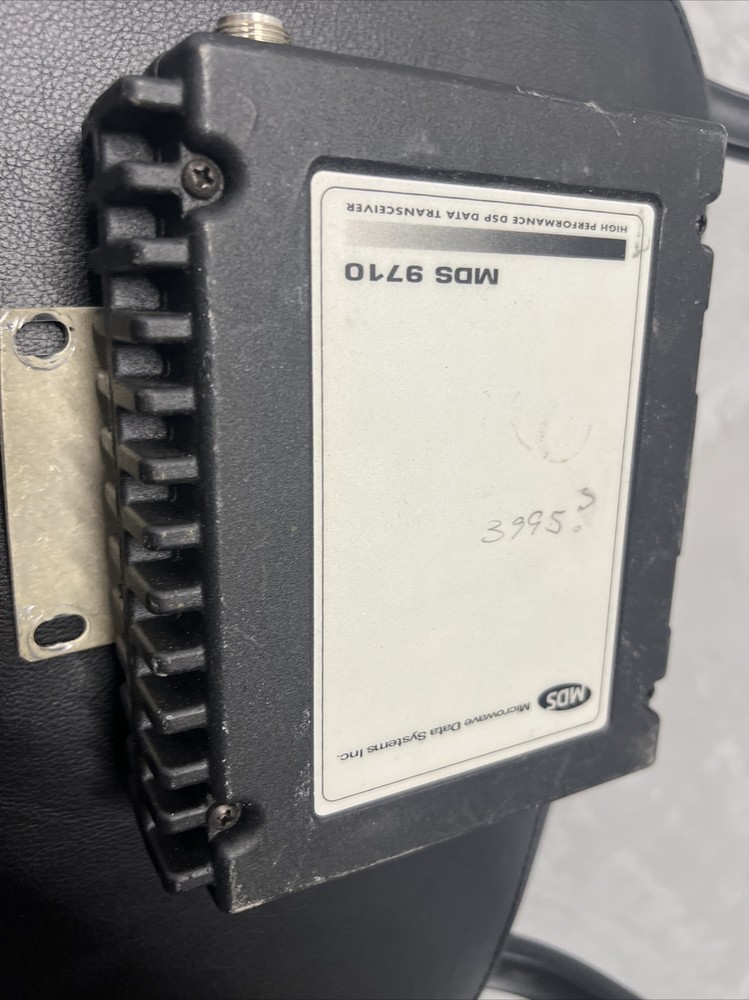 HIGH PERFORMANCE DSP DATA TRANSCEIVER
MDS 9710
3995?
MDS
Microwave Data Systems Inc.